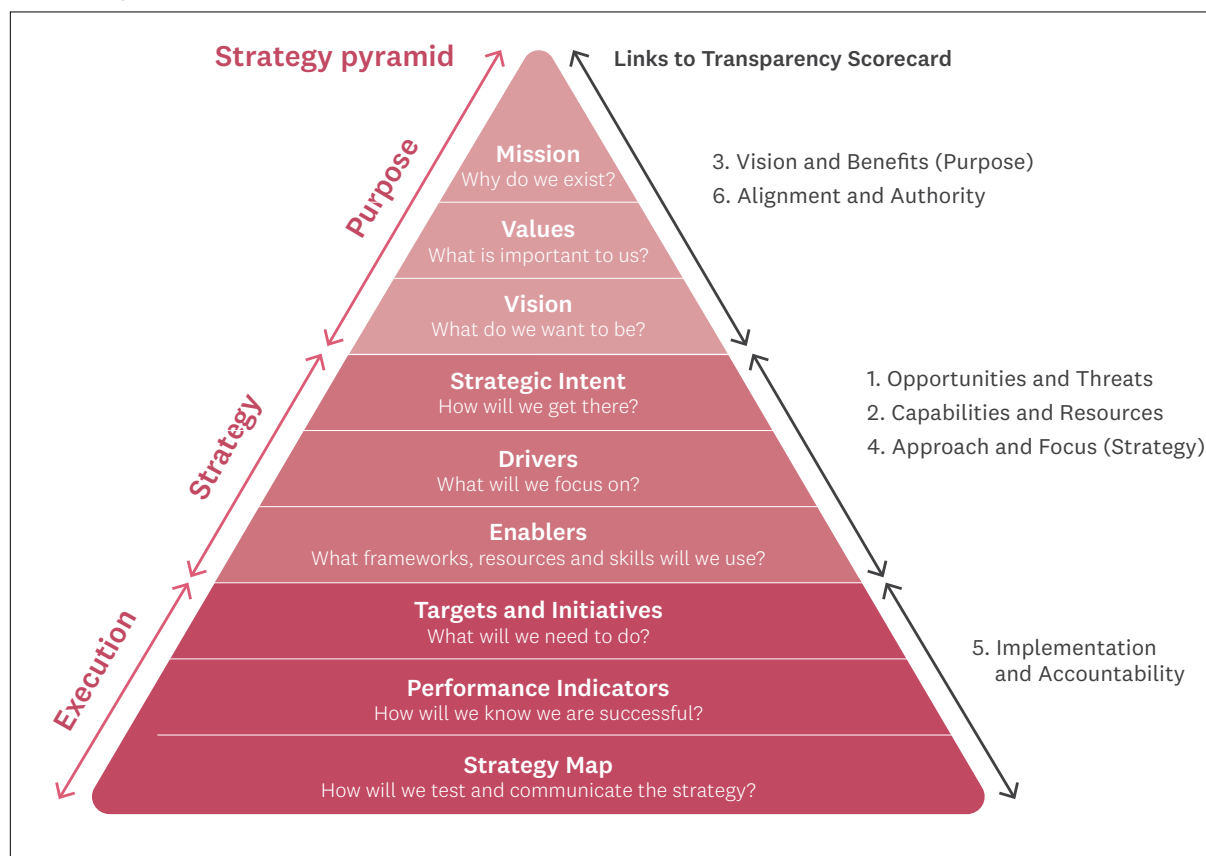 Strategy pyramid
Links to Transparency Scorecard
Purpose
Mission
Why do we exist?
Values
What is important to us?
Vision
What do we want to be?
3. Vision and Benefits (Purpose)
6. Alignment and Authority
Strategy
Strategic Intent
How will we get there?
Drivers
What will we focus on?
Enablers
What frameworks, resources and skills will we use?
1. Opportunities and Threats
2. Capabilities and Resources
4. Approach and Focus (Strategy)
Execution
Targets and Initiatives
What will we need to do?
Performance Indicators
How will we know we are successful?
Strategy Map
How will we test and communicate the strategy?
5. Implementation
and Accountability